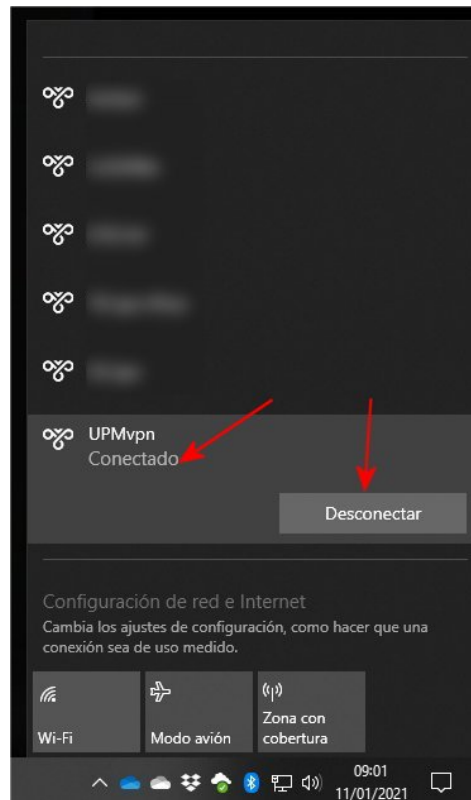 UPMvpn
Conectado
Desconectar
Configuración de red e Internet
Cambia los ajustes de configuración, como hacer que una
conexión sea de uso medido.
Wi-Fi
Modo avión
Zona con
cobertura
09:01
11/01/2021